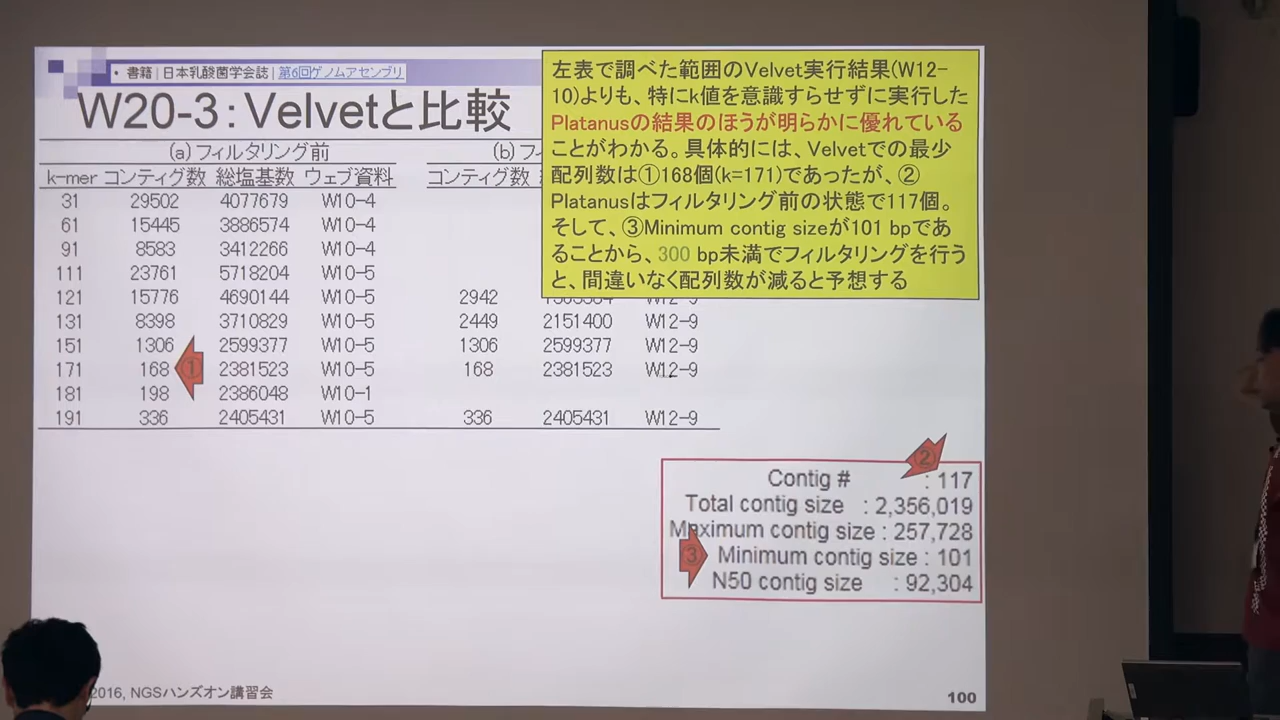 ・書籍 | 日本乳酸菌学会誌 | 第6回ゲノムアセンブリ
W20-3:Velvetと比較
左表で調べた範囲のVelvet実行結果(W12-
10)よりも、特にk値を意識すらせずに実行した
Platanusの結果のほうが明らかに優れている
ことがわかる。具体的には、Velvetでの最少
配列数は①168個(k=171)であったが、②
Platanusはフィルタリング前の状態で117個。
そして、③Minimum contig sizeが101 bpであ
ることから、300 bp未満でフィルタリングを行う
と、間違いなく配列数が減ると予想する
(a)フィルタリング前 (b)フ
k-mer コンティグ数 総塩基数 ウェブ資料 コンティグ数
31 29502 4077679 W10-4
61 15445 3886574 W10-4
91 8583 3412266 W10-4
111 23761 5718204 W10-5
121 15776 4690144 W10-5 2942 W12-9
131 8398 3710829 W10-5 2449 2151400 W12-9
151 1306 2599377 W10-5 1306 2599377 W12-9
171 168 ① 2381523 W10-5 168 2381523 W12-9
181 198 2386048 W10-1
191 336 2405431 W10-5 336 2405431 W12-9
②
Contig # : 117
Total contig size : 2,356,019
Maximum contig size : 257,728
③ Minimum contig size : 101
N50 contig size : 92,304
2016, NGSハンズオン講習会
100